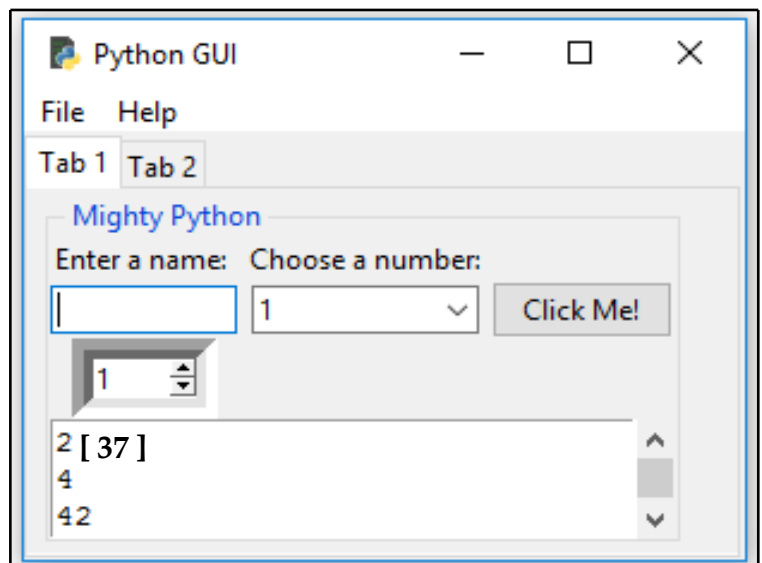 Python GUI
File Help
Tab 1 Tab 2
Mighty Python
Enter a name: Choose a number:
1 Click Me!
1
2 [ 37 ]
4
42